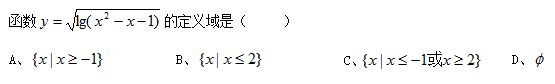 函数 y = √lg(x² − x − 1) 的定义域是（　　）
A、{x | x ≥ −1}　B、{x | x ≤ 2}　C、{x | x ≤ −1或x ≥ 2}　D、ϕ